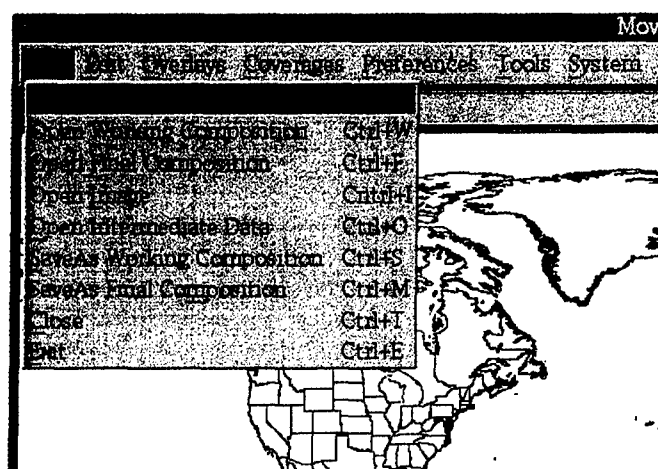 Mov
Edit Overlays Coverages Preferences Tools System
Open Working Composition Ctrl+W
Open Final Composition Ctrl+F
Open Image Cntrl+I
Open Intermediate Data Ctrl+O
SaveAs Working Composition Ctrl+S
SaveAs Final Composition Ctrl+M
Close Ctrl+T
Exit Ctrl+E